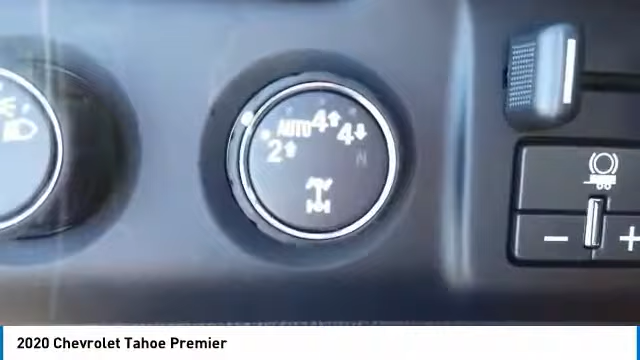 AUTO 4↑
2↑ 4↓
N
− +
2020 Chevrolet Tahoe Premier